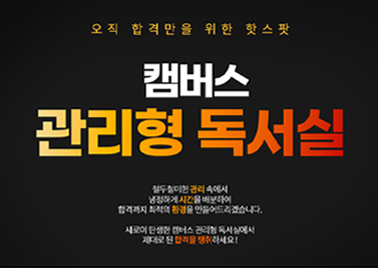 오직 합격만을 위한 핫스팟
캠버스
관리형 독서실
철두철미한 관리 속에서
냉정하게 시간을 배분하여
합격까지 최적의 환경을 만들어드리겠습니다.
새로이 탄생한 캠버스 관리형 독서실에서
제대로 된 합격을 쟁취하세요!